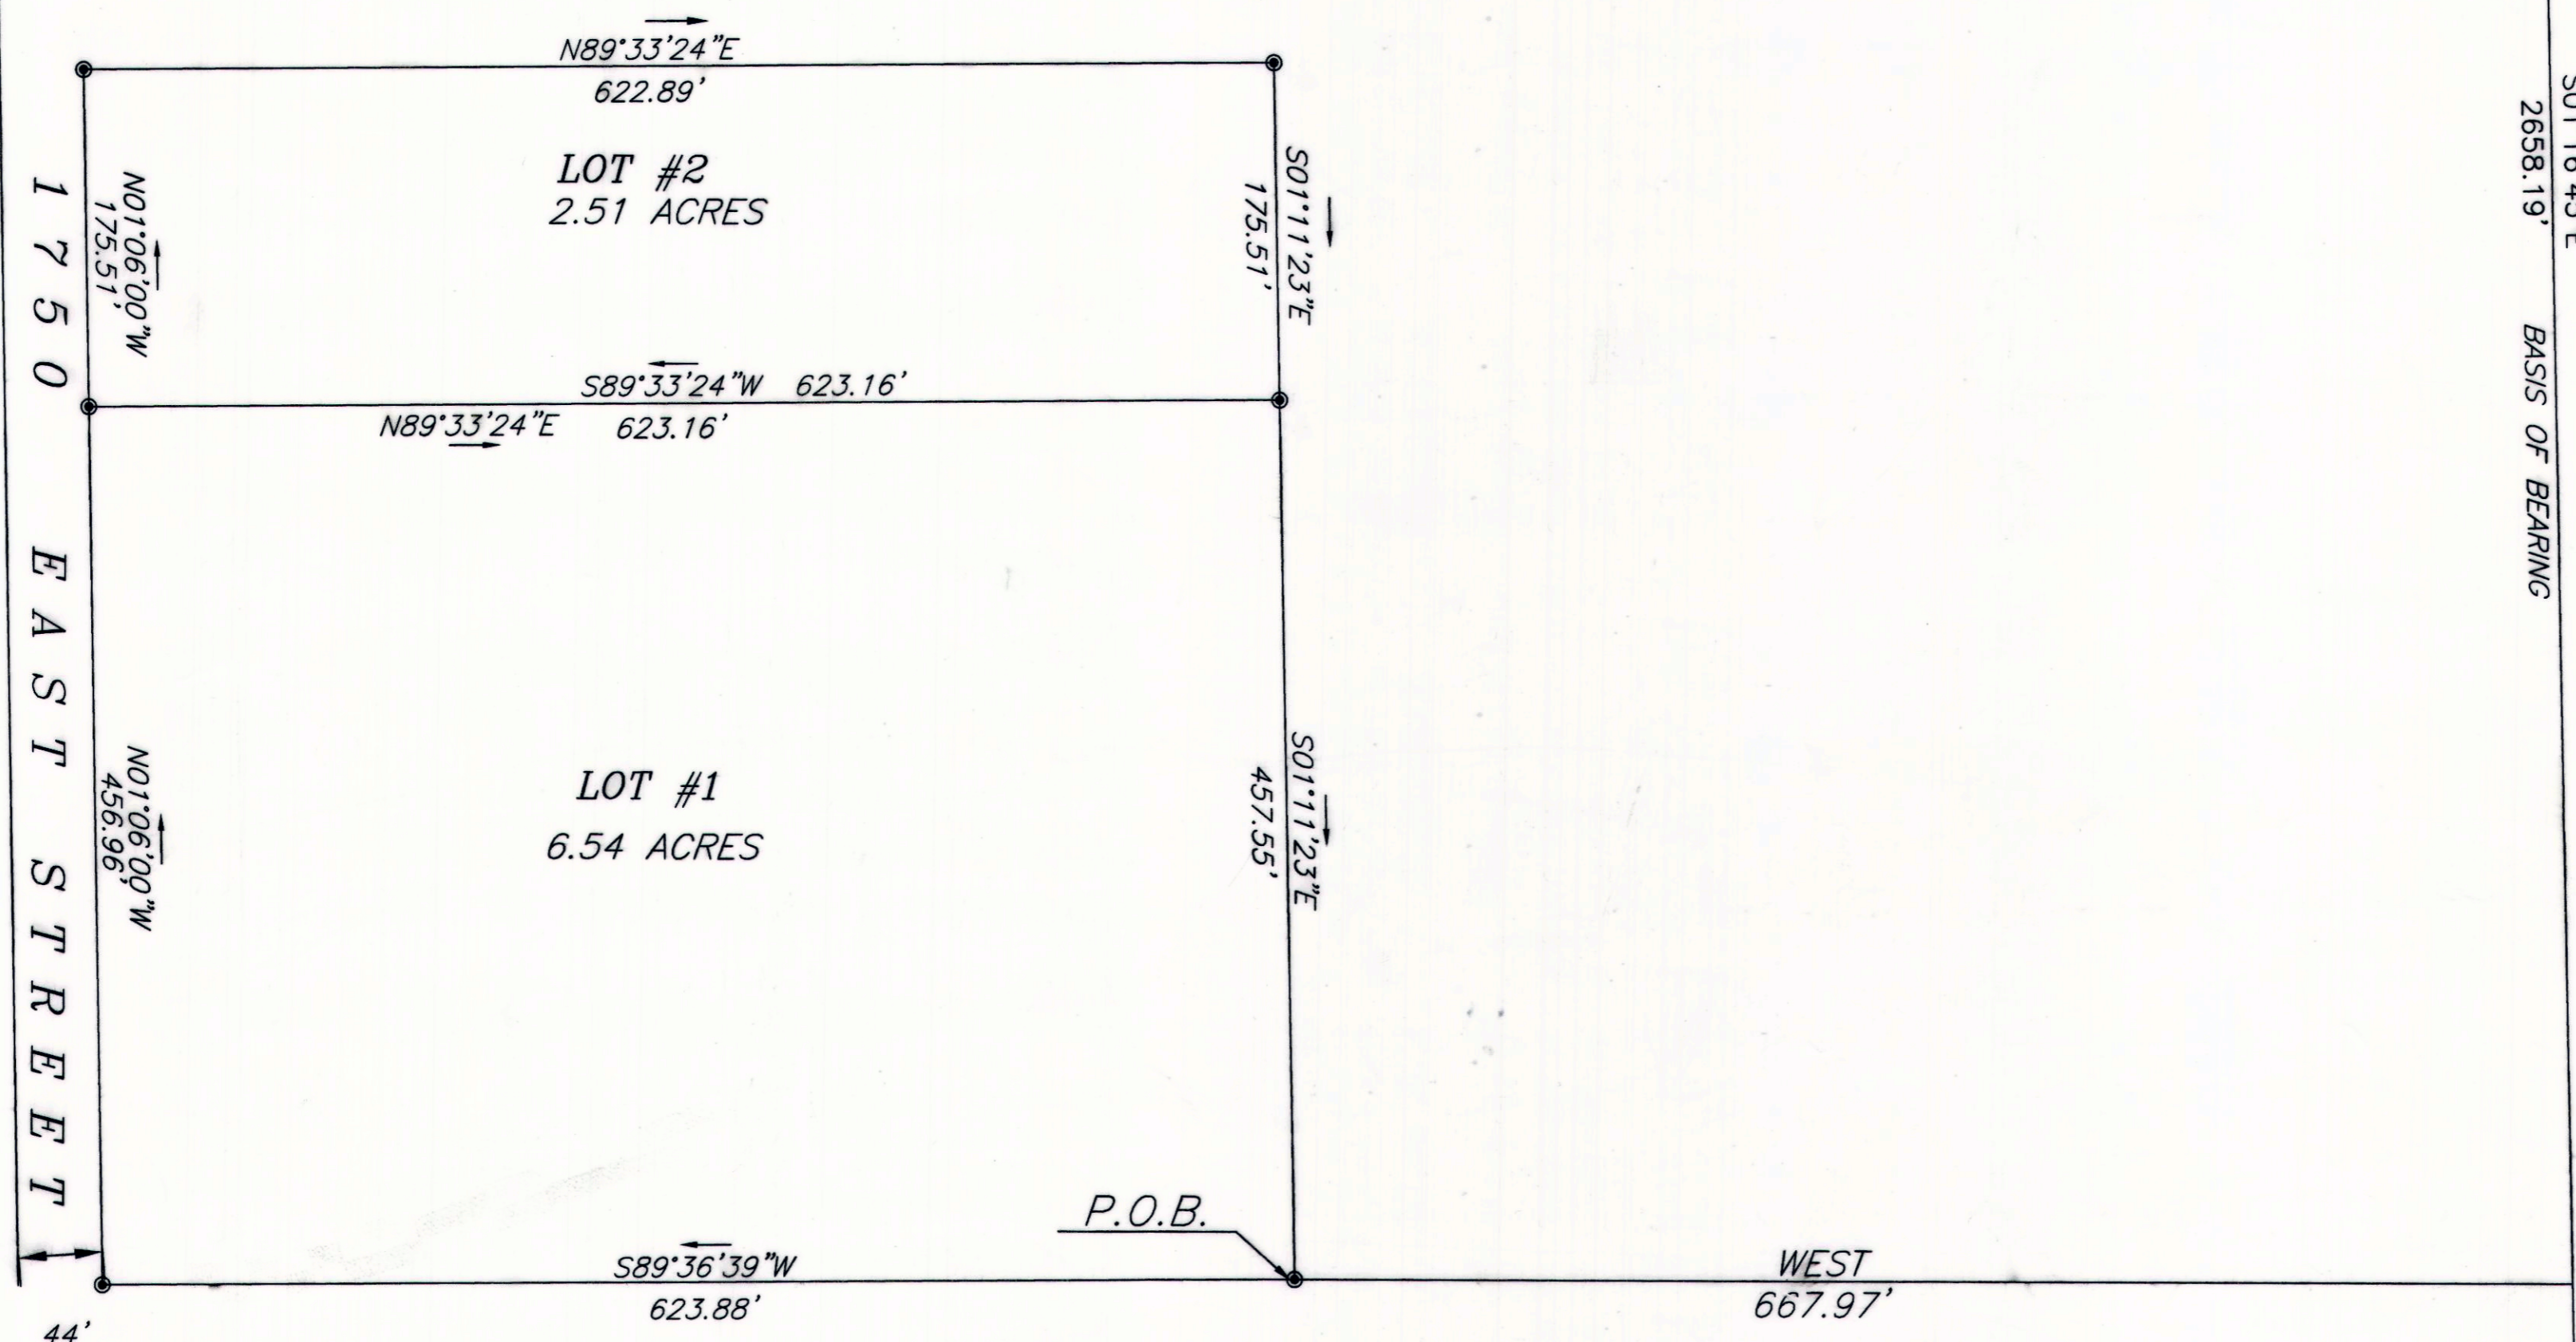 N89°33'24"E
622.89'
LOT #2
2.51 ACRES
N01°06'00"W
175.51'
S01°11'23"E
175.51'
S89°33'24"W 623.16'
N89°33'24"E 623.16'
1750 EAST STREET
LOT #1
6.54 ACRES
N01°06'00"W
456.96'
S01°11'23"E
457.55'
P.O.B.
S89°36'39"W
623.88'
WEST
667.97'
44'
2658.19' BASIS OF BEARING